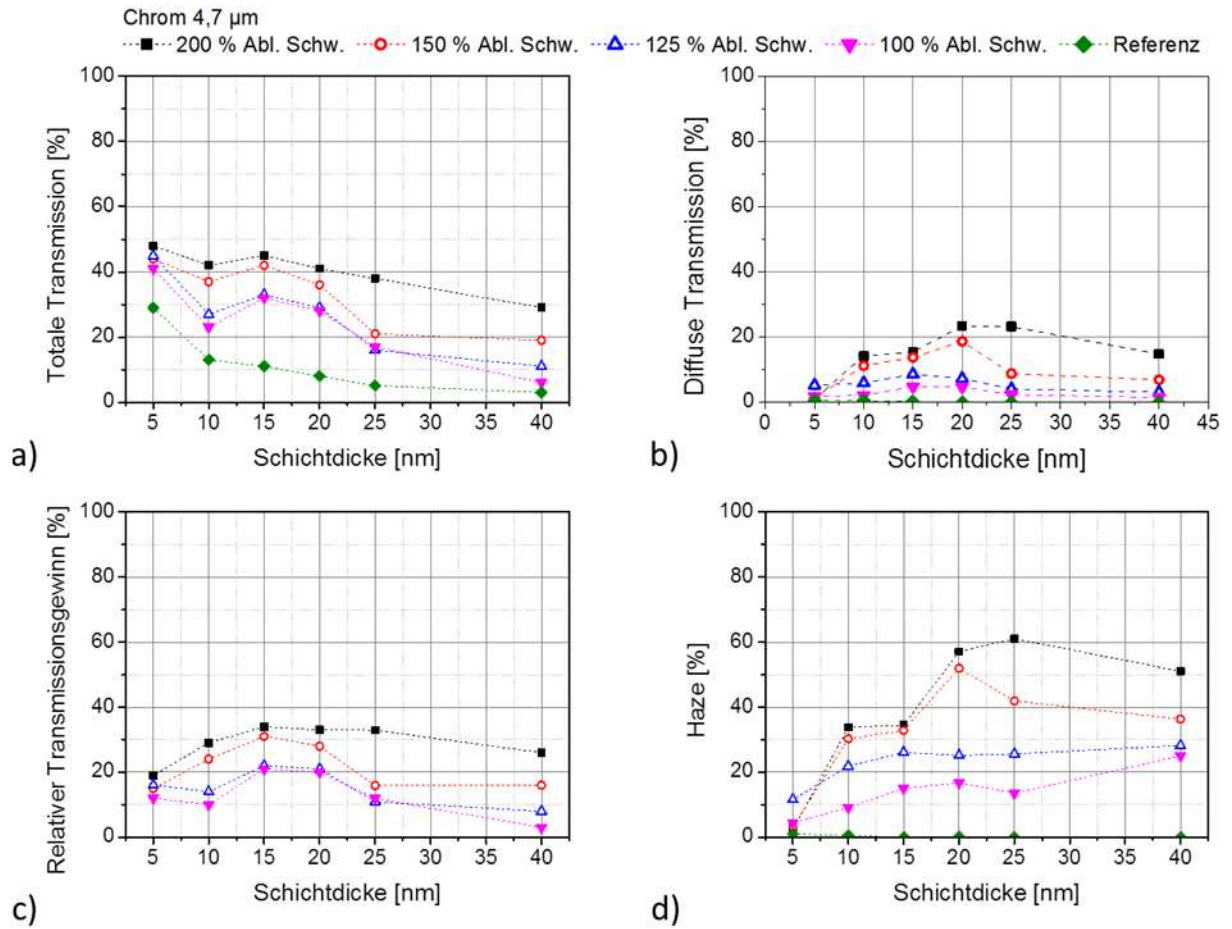 Chrom 4,7 µm
200 % Abl. Schw. 150 % Abl. Schw. 125 % Abl. Schw. 100 % Abl. Schw. Referenz
100
80
60
40
20
0
Totale Transmission [%]
5 10 15 20 25 30 35 40
Schichtdicke [nm]
a)
100
80
60
40
20
0
Diffuse Transmission [%]
0 5 10 15 20 25 30 35 40 45
Schichtdicke [nm]
b)
100
80
60
40
20
0
Relativer Transmissionsgewinn [%]
5 10 15 20 25 30 35 40
Schichtdicke [nm]
c)
100
80
60
40
20
0
Haze [%]
5 10 15 20 25 30 35 40
Schichtdicke [nm]
d)